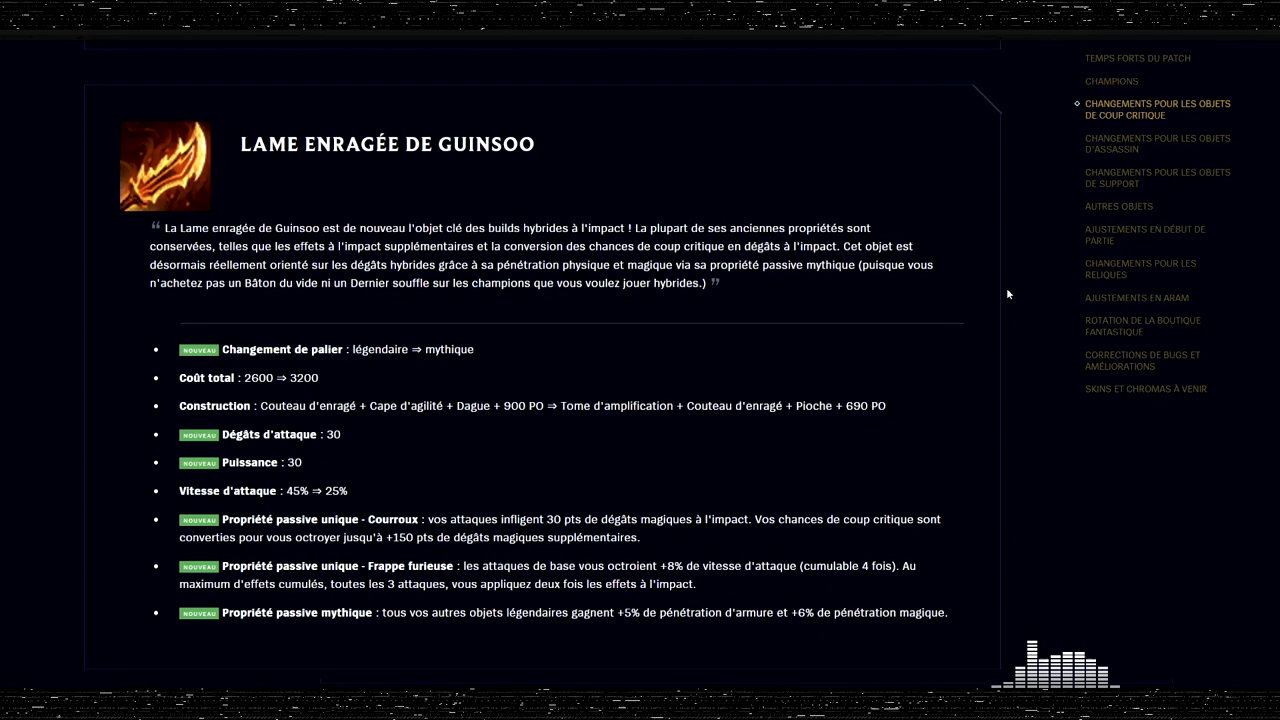 LAME ENRAGÉE DE GUINSOO
“ La Lame enragée de Guinsoo est de nouveau l'objet clé des builds hybrides à l'impact ! La plupart de ses anciennes propriétés sont
conservées, telles que les effets à l'impact supplémentaires et la conversion des chances de coup critique en dégâts à l'impact. Cet objet est
désormais réellement orienté sur les dégâts hybrides grâce à sa pénétration physique et magique via sa propriété passive mythique (puisque vous
n'achetez pas un Bâton du vide ni un Dernier souffle sur les champions que vous voulez jouer hybrides.) ”
• NOUVEAU Changement de palier : légendaire ⇒ mythique
• Coût total : 2600 ⇒ 3200
• Construction : Couteau d'enragé + Cape d'agilité + Dague + 900 PO ⇒ Tome d'amplification + Couteau d'enragé + Pioche + 690 PO
• NOUVEAU Dégâts d'attaque : 30
• NOUVEAU Puissance : 30
• Vitesse d'attaque : 45% ⇒ 25%
• NOUVEAU Propriété passive unique - Courroux : vos attaques infligent 30 pts de dégâts magiques à l'impact. Vos chances de coup critique sont
converties pour vous octroyer jusqu'à +150 pts de dégâts magiques supplémentaires.
• NOUVEAU Propriété passive unique - Frappe furieuse : les attaques de base vous octroient +8% de vitesse d'attaque (cumulable 4 fois). Au
maximum d'effets cumulés, toutes les 3 attaques, vous appliquez deux fois les effets à l'impact.
• NOUVEAU Propriété passive mythique : tous vos autres objets légendaires gagnent +5% de pénétration d'armure et +6% de pénétration magique.
TEMPS FORTS DU PATCH
CHAMPIONS
CHANGEMENTS POUR LES OBJETS
DE COUP CRITIQUE
CHANGEMENTS POUR LES OBJETS
D'ASSASSIN
CHANGEMENTS POUR LES OBJETS
DE SUPPORT
AUTRES OBJETS
AJUSTEMENTS EN DÉBUT DE
PARTIE
CHANGEMENTS POUR LES
RELIQUES
AJUSTEMENTS EN ARAM
ROTATION DE LA BOUTIQUE
FANTASTIQUE
CORRECTIONS DE BUGS ET
AMÉLIORATIONS
SKINS ET CHROMAS À VENIR